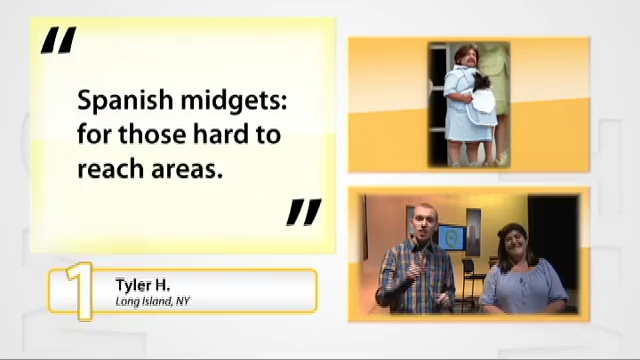 “
Spanish midgets:
for those hard to
reach areas.
”
1
Tyler H.
Long Island, NY